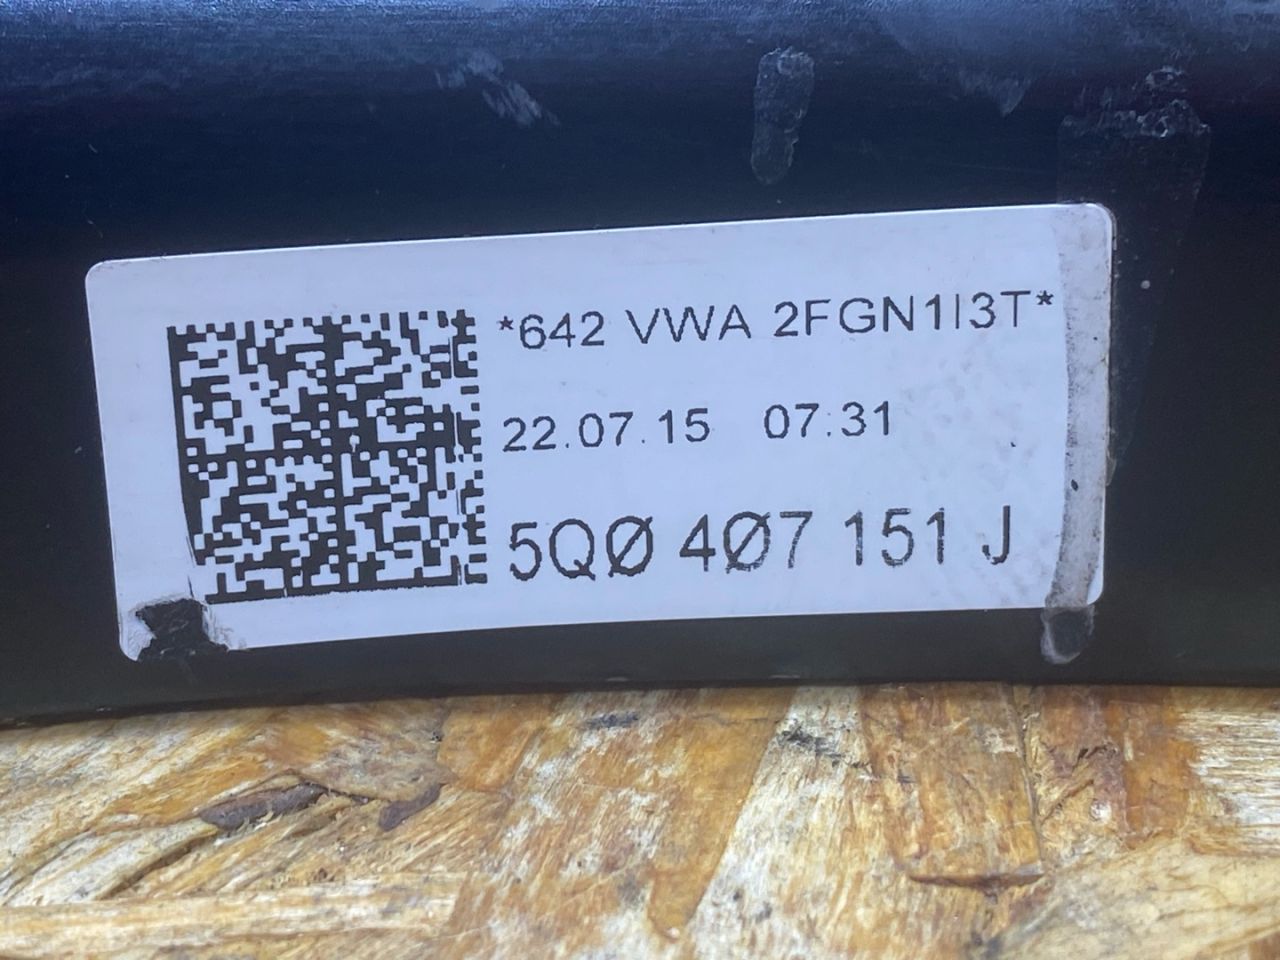 *642 VWA 2FGN1I3T*
22.07.15 07:31
5QØ 4Ø7 151 J